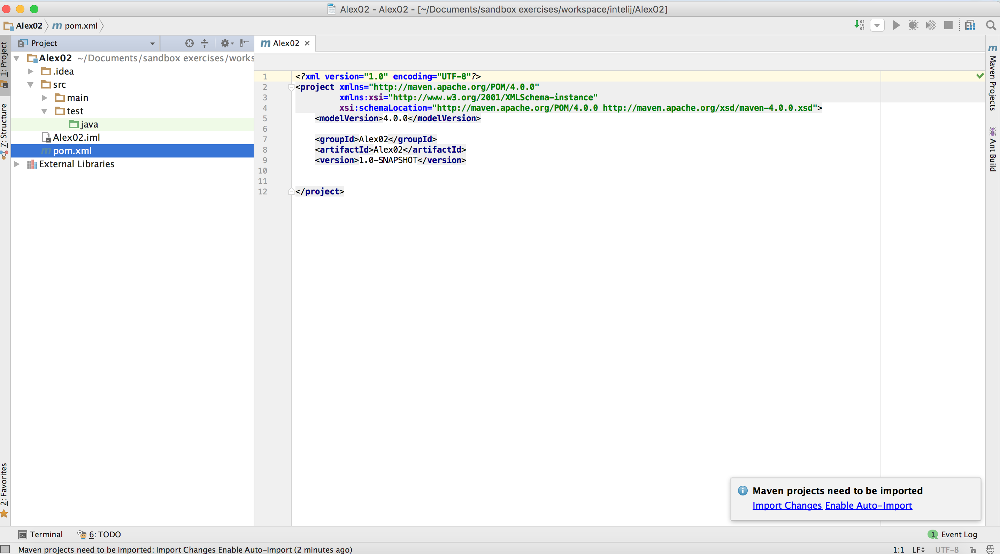 Alex02 - Alex02 - [~/Documents/sandbox exercises/workspace/intelij/Alex02]
Alex02 m pom.xml
1: Project
Project
m Alex02
Alex02 ~/Documents/sandbox exercises/works
.idea
src
main
test
java
Alex02.iml
m pom.xml
External Libraries
7: Structure
2: Favorites
1 <?xml version="1.0" encoding="UTF-8"?>
2 <project xmlns="http://maven.apache.org/POM/4.0.0"
3 xmlns:xsi="http://www.w3.org/2001/XMLSchema-instance"
4 xsi:schemaLocation="http://maven.apache.org/POM/4.0.0 http://maven.apache.org/xsd/maven-4.0.0.xsd">
5 <modelVersion>4.0.0</modelVersion>
6
7 <groupId>Alex02</groupId>
8 <artifactId>Alex02</artifactId>
9 <version>1.0-SNAPSHOT</version>
10
11
12 </project>
m Maven Projects
Ant Build
Maven projects need to be imported
Import Changes Enable Auto-Import
Terminal
6: TODO
1 Event Log
Maven projects need to be imported: Import Changes Enable Auto-Import (2 minutes ago)
1:1 LF UTF-8